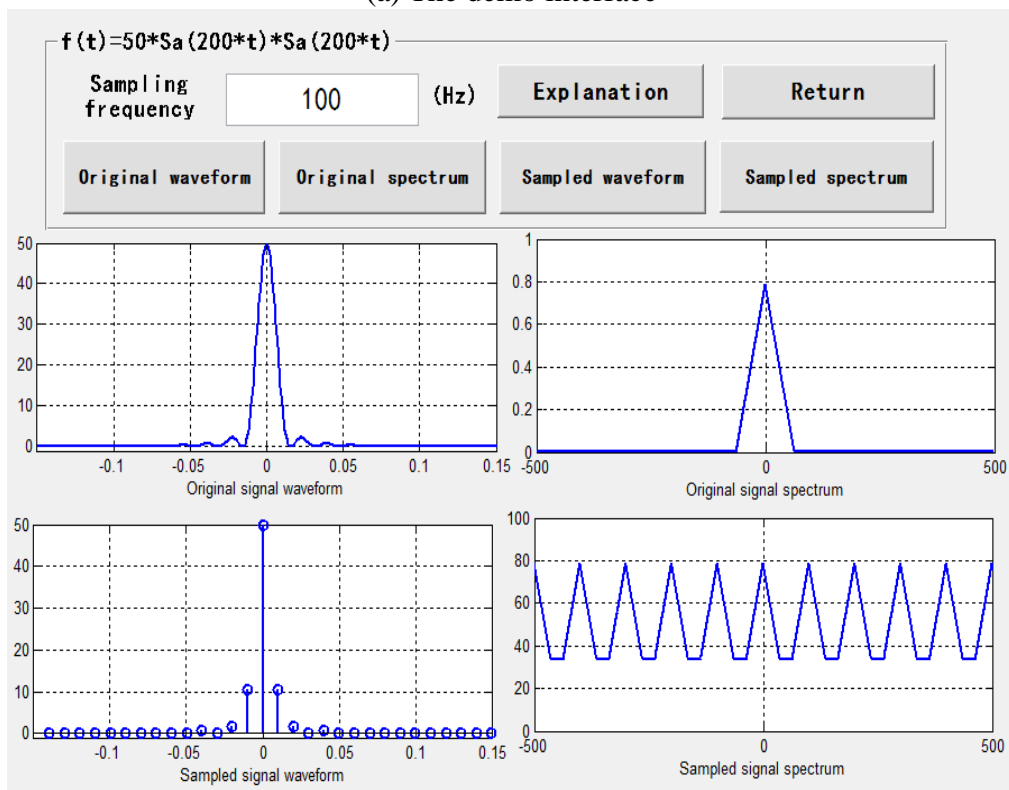 (a) The demo interface
f(t)=50*Sa(200*t)*Sa(200*t)
Sampling
frequency
100
(Hz)
Explanation
Return
Original waveform
Original spectrum
Sampled waveform
Sampled spectrum
50
40
30
20
10
0
-0.1
-0.05
0
0.05
0.1
0.15
Original signal waveform
1
0.8
0.6
0.4
0.2
0
-500
0
500
Original signal spectrum
50
40
30
20
10
0
-0.1
-0.05
0
0.05
0.1
0.15
Sampled signal waveform
100
80
60
40
20
0
-500
0
500
Sampled signal spectrum